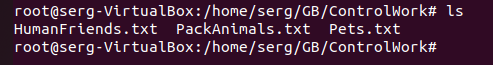 root@serg-VirtualBox:/home/serg/GB/ControlWork# ls
HumanFriends.txt  PackAnimals.txt  Pets.txt
root@serg-VirtualBox:/home/serg/GB/ControlWork#